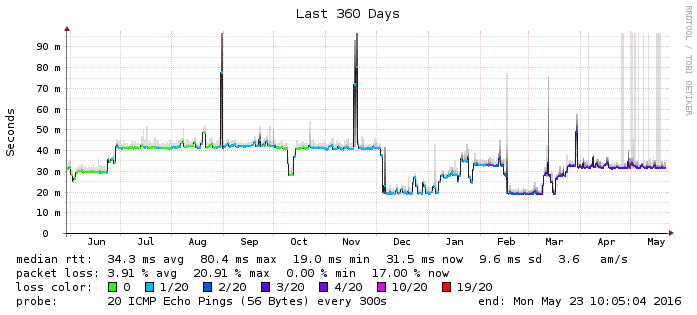 Last 360 Days
RRDTOOL / TOBI OETIKER
Seconds
90 m
80 m
70 m
60 m
50 m
40 m
30 m
20 m
10 m
0
Jun Jul Aug Sep Oct Nov Dec Jan Feb Mar Apr May
median rtt: 34.3 ms avg 80.4 ms max 19.0 ms min 31.5 ms now 9.6 ms sd 3.6 am/s
packet loss: 3.91 % avg 20.91 % max 0.00 % min 17.00 % now
loss color: 0 1/20 2/20 3/20 4/20 10/20 19/20
probe: 20 ICMP Echo Pings (56 Bytes) every 300s end: Mon May 23 10:05:04 2016